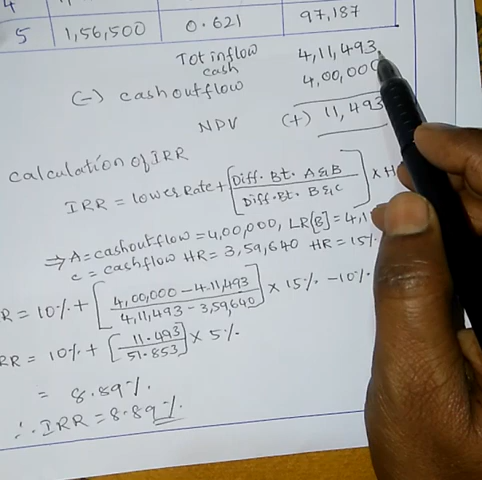 4
5 1,56,500 0.621 97,187
Tot inflow 4,11,493
cash
(-) cash outflow 4,00,000
NPV (+) 11,493
calculation of IRR
IRR = lower Rate + [Diff. Bt. A & B / Diff. Bt. B & C] × H
⇒ A = cash outflow = 4,00,000, LR[B] = 4,1
c = cashflow HR = 3,59,640 HR = 15%
R = 10% + [4,00,000 - 4,11,493 / 4,11,493 - 3,59,640] × 15% - 10%
RR = 10% + [11.493 / 51.853] × 5%
= 8.89%
∴ IRR = 8.89%